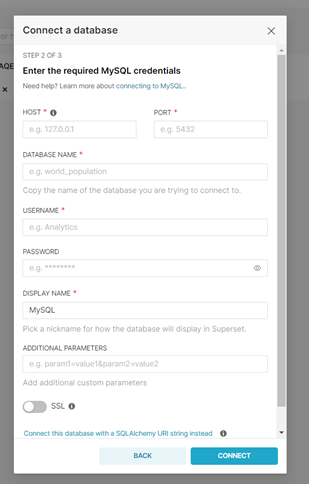 Connect a database
STEP 2 OF 3
Enter the required MySQL credentials
Need help? Learn more about connecting to MySQL.
HOST *
PORT *
e.g. 127.0.0.1
e.g. 5432
DATABASE NAME *
e.g. world_population
Copy the name of the database you are trying to connect to.
USERNAME *
e.g. Analytics
PASSWORD
e.g. ********
DISPLAY NAME *
MySQL
Pick a nickname for how the database will display in Superset.
ADDITIONAL PARAMETERS
e.g. param1=value1&param2=value2
Add additional custom parameters
SSL
Connect this database with a SQLAlchemy URI string instead
BACK
CONNECT